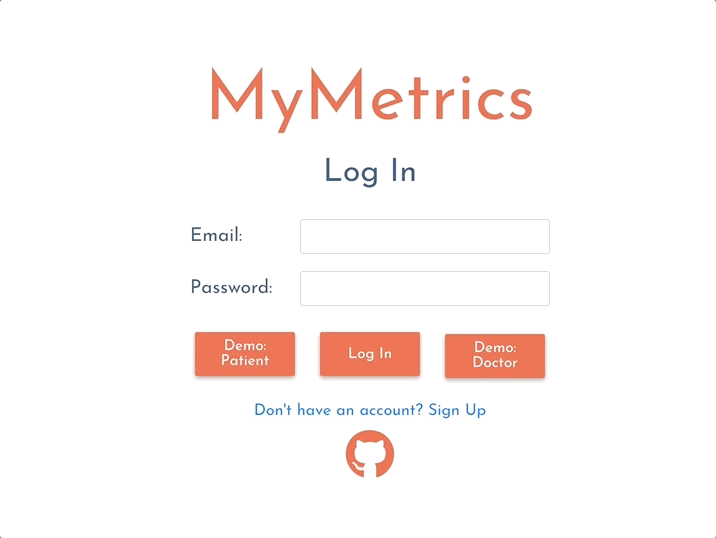 MyMetrics
Log In
Email:
Password:
Demo:
Patient
Log In
Demo:
Doctor
Don't have an account? Sign Up